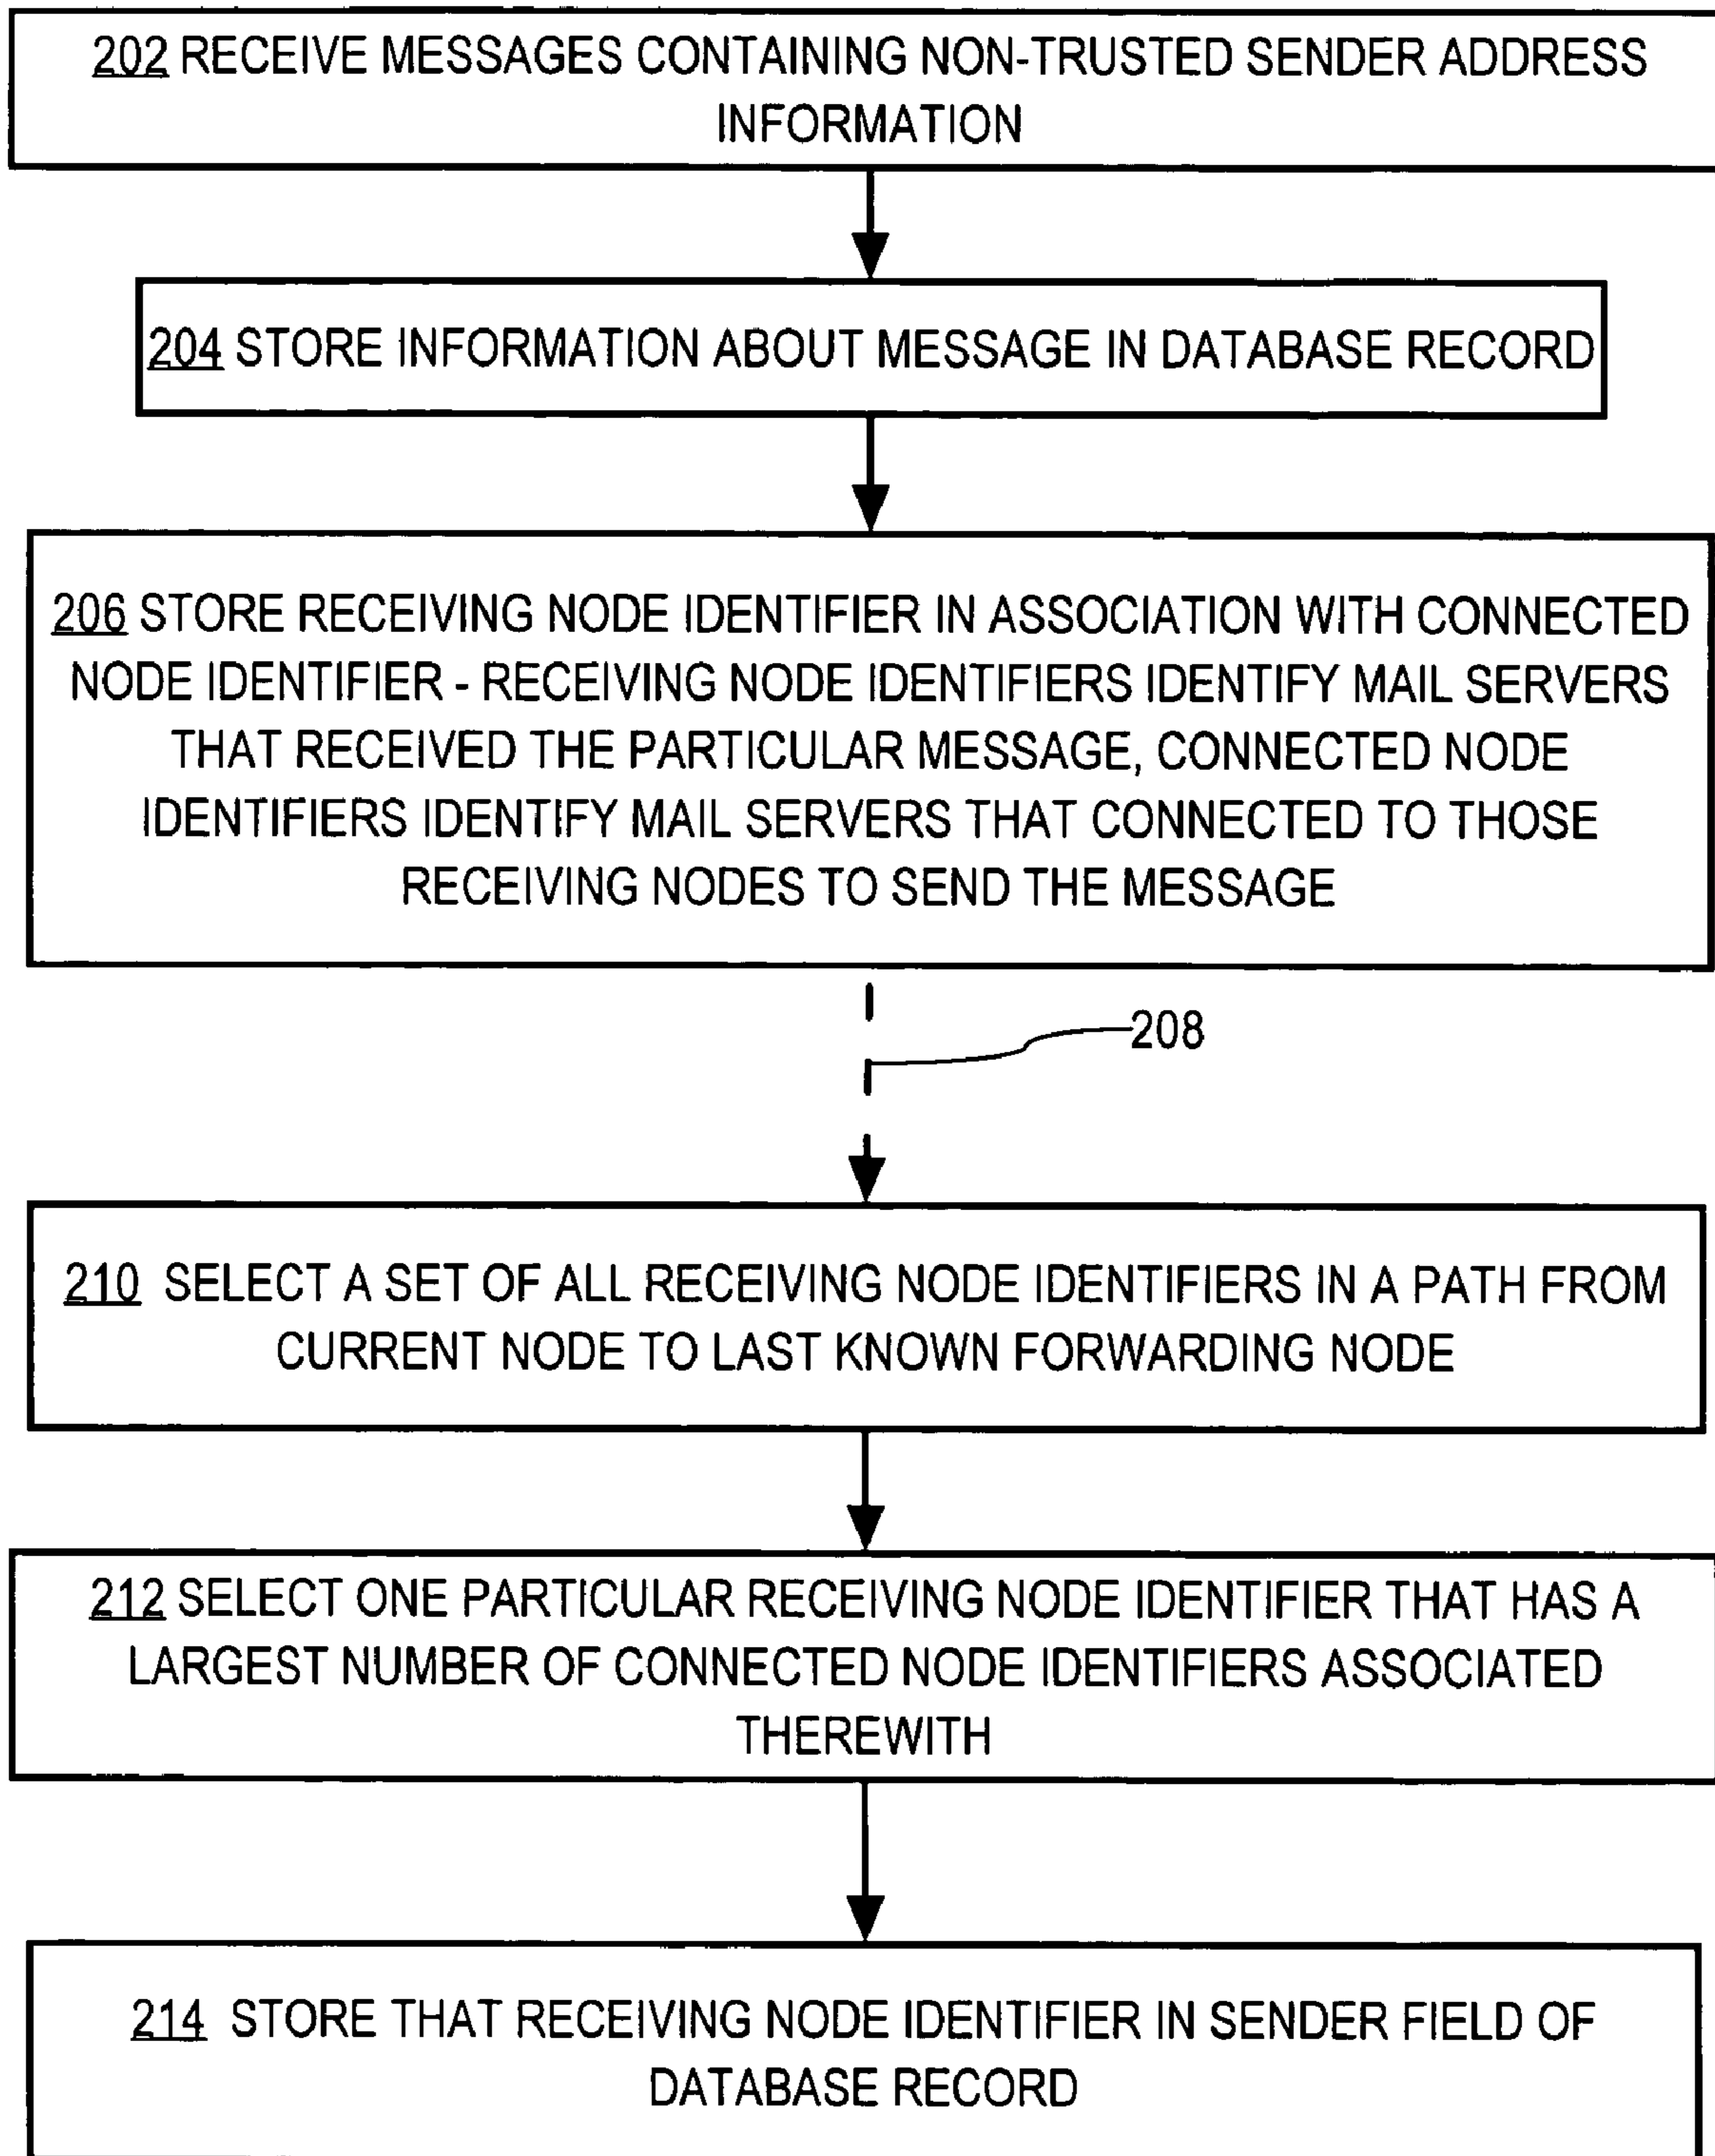 202 RECEIVE MESSAGES CONTAINING NON-TRUSTED SENDER ADDRESS
INFORMATION
204 STORE INFORMATION ABOUT MESSAGE IN DATABASE RECORD
206 STORE RECEIVING NODE IDENTIFIER IN ASSOCIATION WITH CONNECTED
NODE IDENTIFIER - RECEIVING NODE IDENTIFIERS IDENTIFY MAIL SERVERS
THAT RECEIVED THE PARTICULAR MESSAGE, CONNECTED NODE
IDENTIFIERS IDENTIFY MAIL SERVERS THAT CONNECTED TO THOSE
RECEIVING NODES TO SEND THE MESSAGE
208
210 SELECT A SET OF ALL RECEIVING NODE IDENTIFIERS IN A PATH FROM
CURRENT NODE TO LAST KNOWN FORWARDING NODE
212 SELECT ONE PARTICULAR RECEIVING NODE IDENTIFIER THAT HAS A
LARGEST NUMBER OF CONNECTED NODE IDENTIFIERS ASSOCIATED
THEREWITH
214 STORE THAT RECEIVING NODE IDENTIFIER IN SENDER FIELD OF
DATABASE RECORD